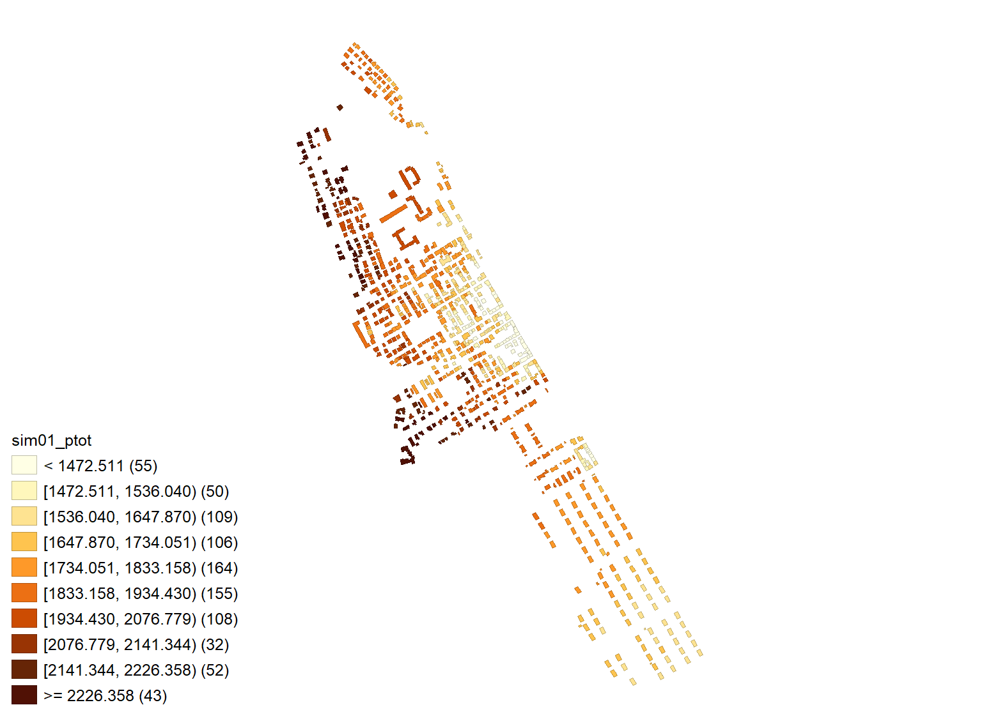 sim01_ptot
< 1472.511 (55)
[1472.511, 1536.040) (50)
[1536.040, 1647.870) (109)
[1647.870, 1734.051) (106)
[1734.051, 1833.158) (164)
[1833.158, 1934.430) (155)
[1934.430, 2076.779) (108)
[2076.779, 2141.344) (32)
[2141.344, 2226.358) (52)
>= 2226.358 (43)